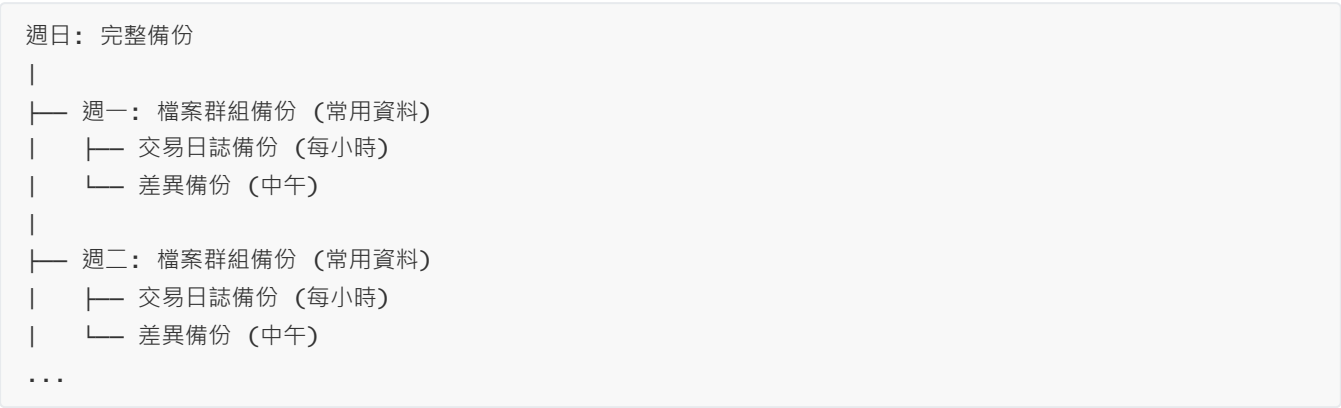 週日: 完整備份
|
├── 週一: 檔案群組備份 (常用資料)
|   ├── 交易日誌備份 (每小時)
|   └── 差異備份 (中午)
|
├── 週二: 檔案群組備份 (常用資料)
|   ├── 交易日誌備份 (每小時)
|   └── 差異備份 (中午)
...